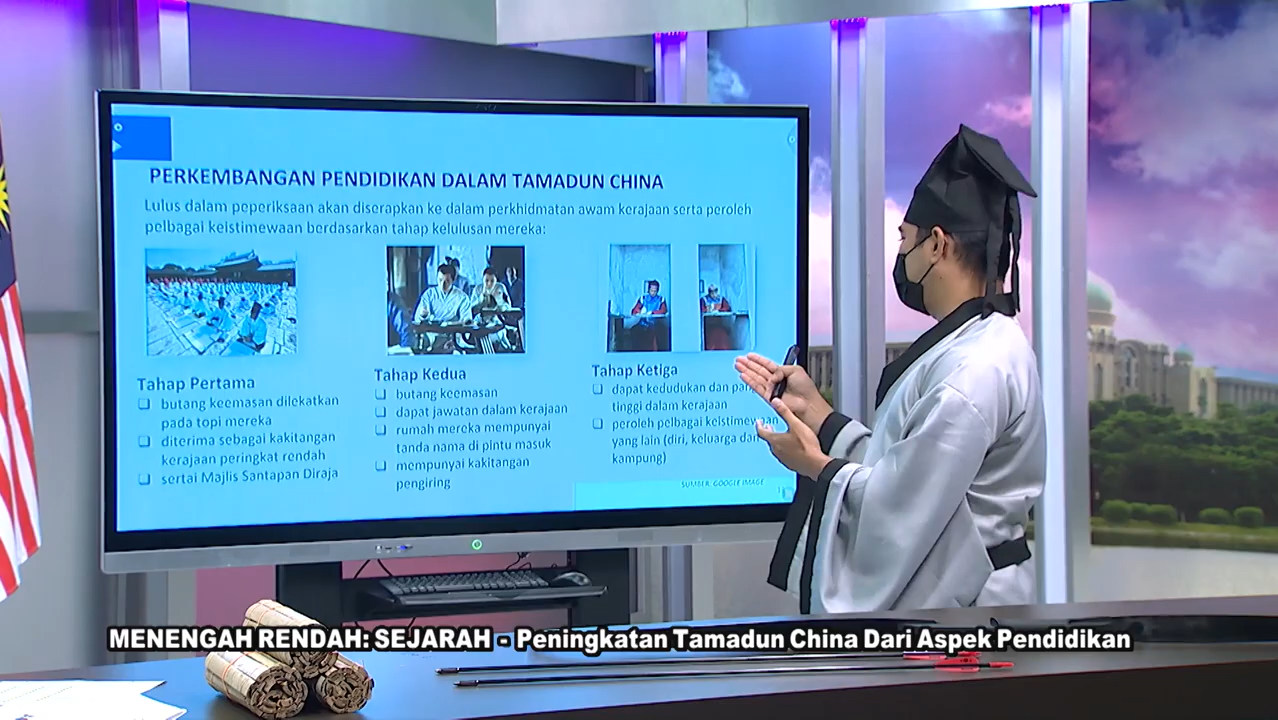 PERKEMBANGAN PENDIDIKAN DALAM TAMADUN CHINA
Lulus dalam peperiksaan akan diserapkan ke dalam perkhidmatan awam kerajaan serta peroleh
pelbagai keistimewaan berdasarkan tahap kelulusan mereka:
Tahap Pertama
butang keemasan dilekatkan
pada topi mereka
diterima sebagai kakitangan
kerajaan peringkat rendah
sertai Majlis Santapan Diraja
Tahap Kedua
butang keemasan
dapat jawatan dalam kerajaan
rumah mereka mempunyai
tanda nama di pintu masuk
mempunyai kakitangan
pengiring
Tahap Ketiga
dapat kedudukan dan
tinggi dalam kerajaan
peroleh pelbagai keistimewaan
yang lain (diri, keluarga dan
kampung)
SUMBER: GOOGLE IMAGE
MENENGAH RENDAH: SEJARAH - Peningkatan Tamadun China Dari Aspek Pendidikan